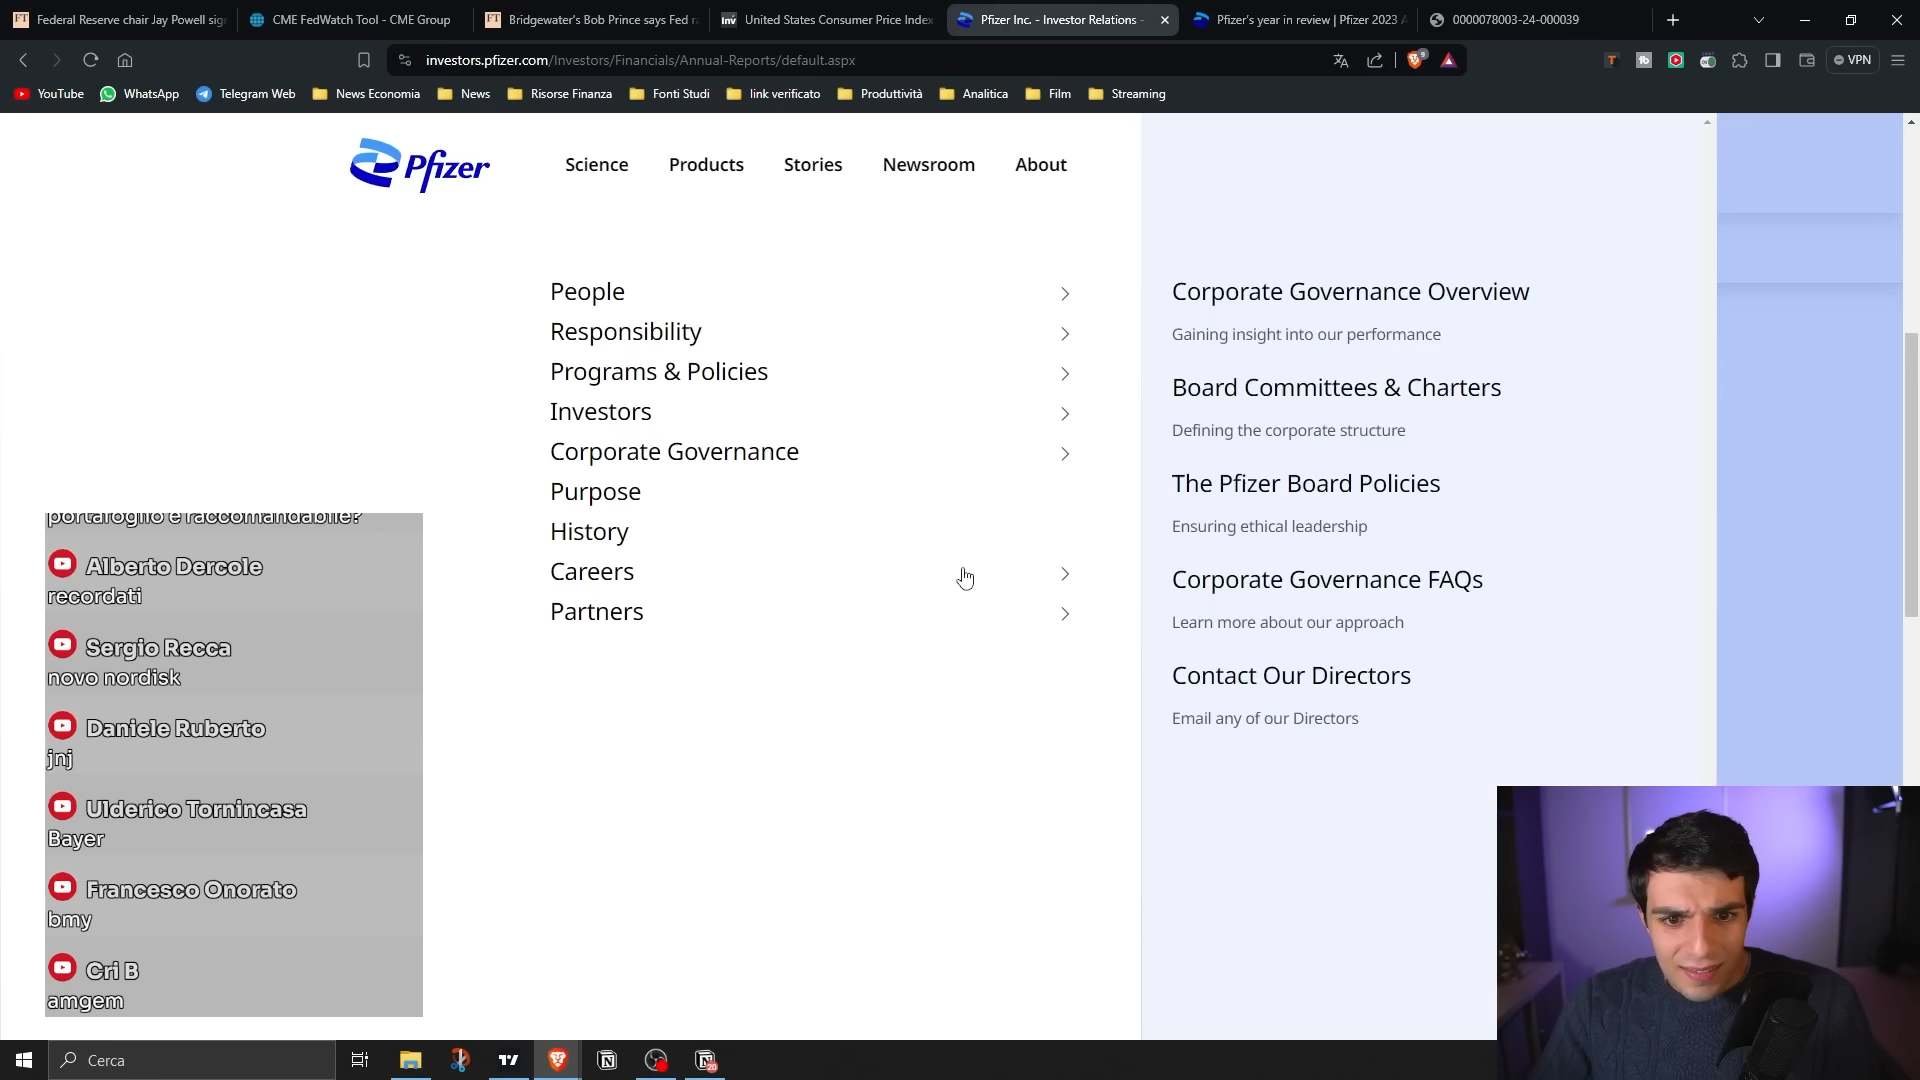 Federal Reserve chair Jay Powell sig
CME FedWatch Tool - CME Group
Bridgewater's Bob Prince says Fed ra
United States Consumer Price Index
Pfizer Inc. - Investor Relations -
Pfizer's year in review | Pfizer 2023 A
0000078003-24-000039
investors.pfizer.com/Investors/Financials/Annual-Reports/default.aspx
VPN
YouTube
WhatsApp
Telegram Web
News Economia
News
Risorse Finanza
Fonti Studi
link verificato
Produttività
Analitica
Film
Streaming
Pfizer
Science
Products
Stories
Newsroom
About
People
Responsibility
Programs & Policies
Investors
Corporate Governance
Purpose
History
Careers
Partners
Corporate Governance Overview
Gaining insight into our performance
Board Committees & Charters
Defining the corporate structure
The Pfizer Board Policies
Ensuring ethical leadership
Corporate Governance FAQs
Learn more about our approach
Contact Our Directors
Email any of our Directors
portafoglio è raccomandabile?
Alberto Dercole
recordati
Sergio Recca
novo nordisk
Daniele Ruberto
jnj
Ulderico Tornincasa
Bayer
Francesco Onorato
bmy
Cri B
amgem
Cerca